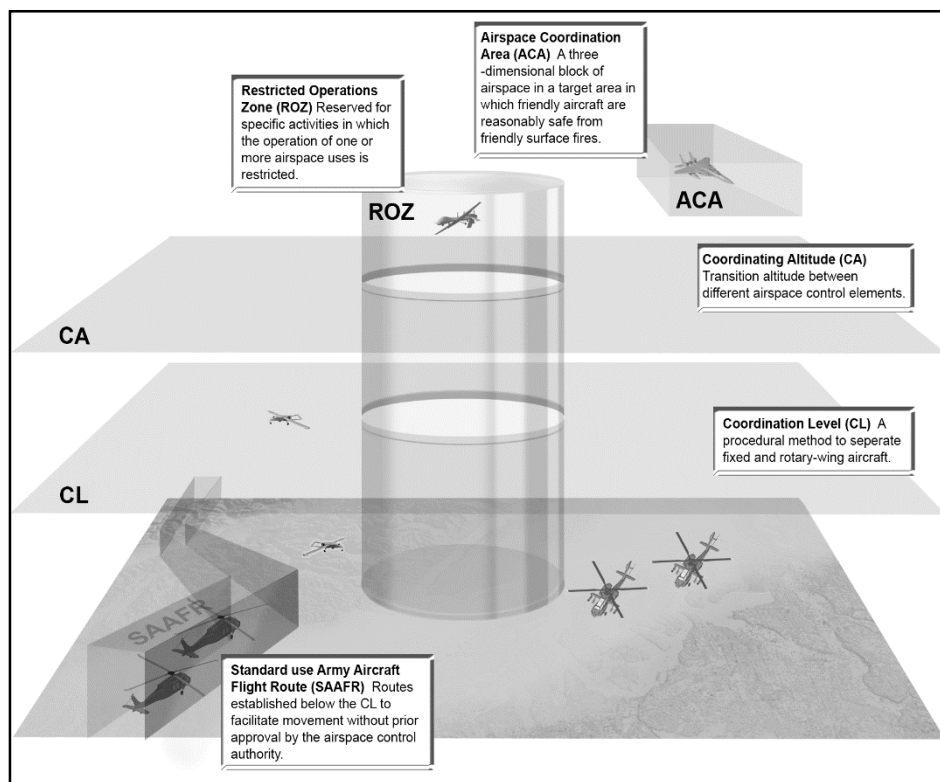 Airspace Coordination
Area (ACA) A three
-dimensional block of
airspace in a target area in
which friendly aircraft are
reasonably safe from
friendly surface fires.
Restricted Operations
Zone (ROZ) Reserved for
specific activities in which
the operation of one or
more airspace uses is
restricted.
ROZ
ACA
Coordinating Altitude (CA)
Transition altitude between
different airspace control elements.
CA
Coordination Level (CL) A
procedural method to seperate
fixed and rotary-wing aircraft.
CL
SAAFR
Standard use Army Aircraft
Flight Route (SAAFR) Routes
established below the CL to
facilitate movement without prior
approval by the airspace control
authority.